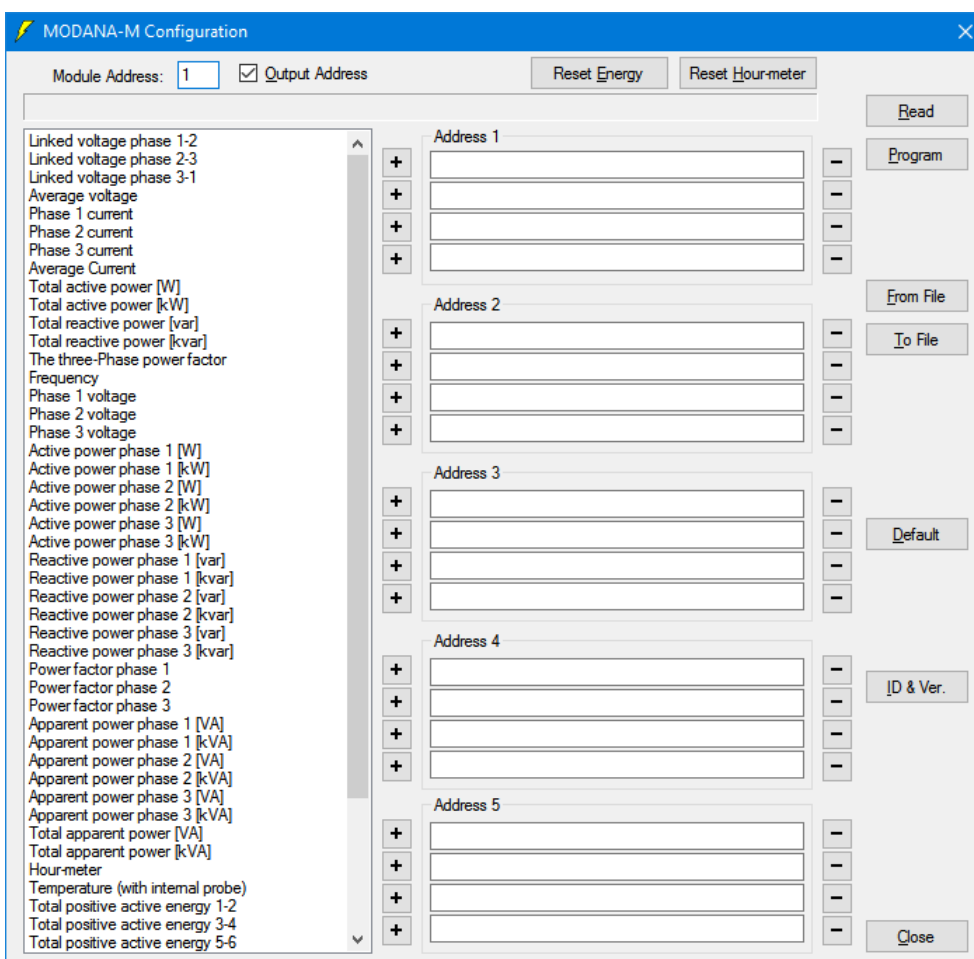 MODANA-M Configuration
Module Address: 1 Output Address Reset Energy Reset Hour-meter
Read
Program
From File
To File
Default
ID & Ver.
Close
Linked voltage phase 1-2
Linked voltage phase 2-3
Linked voltage phase 3-1
Average voltage
Phase 1 current
Phase 2 current
Phase 3 current
Average Current
Total active power [W]
Total active power [kW]
Total reactive power [var]
Total reactive power [kvar]
The three-Phase power factor
Frequency
Phase 1 voltage
Phase 2 voltage
Phase 3 voltage
Active power phase 1 [W]
Active power phase 1 [kW]
Active power phase 2 [W]
Active power phase 2 [kW]
Active power phase 3 [W]
Active power phase 3 [kW]
Reactive power phase 1 [var]
Reactive power phase 1 [kvar]
Reactive power phase 2 [var]
Reactive power phase 2 [kvar]
Reactive power phase 3 [var]
Reactive power phase 3 [kvar]
Power factor phase 1
Power factor phase 2
Power factor phase 3
Apparent power phase 1 [VA]
Apparent power phase 1 [kVA]
Apparent power phase 2 [VA]
Apparent power phase 2 [kVA]
Apparent power phase 3 [VA]
Apparent power phase 3 [kVA]
Total apparent power [VA]
Total apparent power [kVA]
Hour-meter
Temperature (with internal probe)
Total positive active energy 1-2
Total positive active energy 3-4
Total positive active energy 5-6
Address 1
+ −
+ −
+ −
+ −
Address 2
+ −
+ −
+ −
+ −
Address 3
+ −
+ −
+ −
+ −
Address 4
+ −
+ −
+ −
+ −
Address 5
+ −
+ −
+ −
+ −